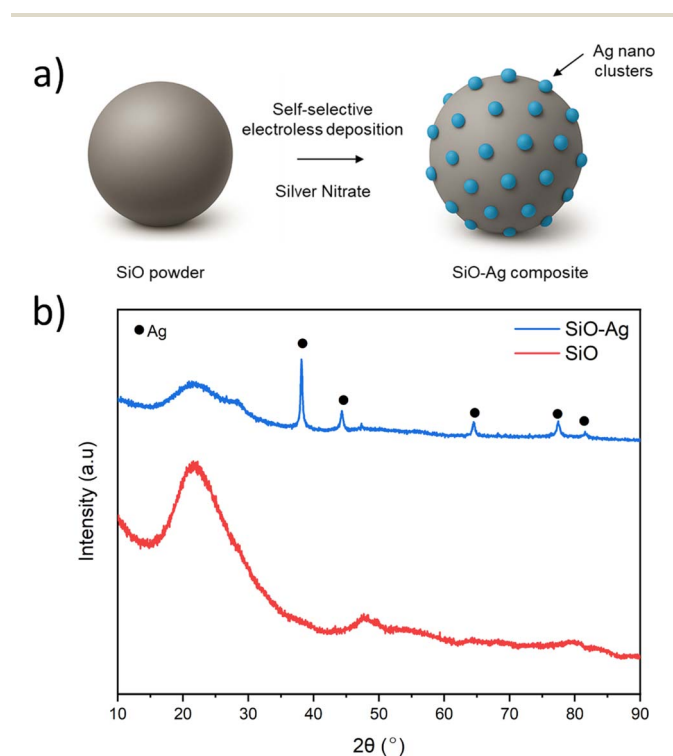 a)
Self-selective
electroless deposition
Silver Nitrate
Ag nano
clusters
SiO powder
SiO-Ag composite
b)
Ag
SiO-Ag
SiO
Intensity (a.u)
10 20 30 40 50 60 70 80 90
2θ (°)